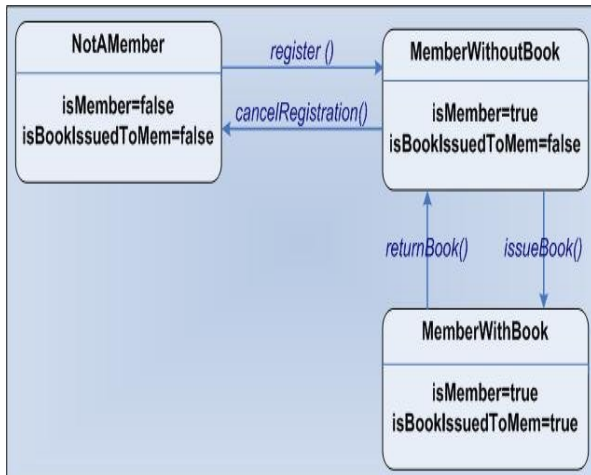 NotAMember
isMember=false
isBookIssuedToMem=false
register ()
cancelRegistration()
MemberWithoutBook
isMember=true
isBookIssuedToMem=false
returnBook()
issueBook()
MemberWithBook
isMember=true
isBookIssuedToMem=true